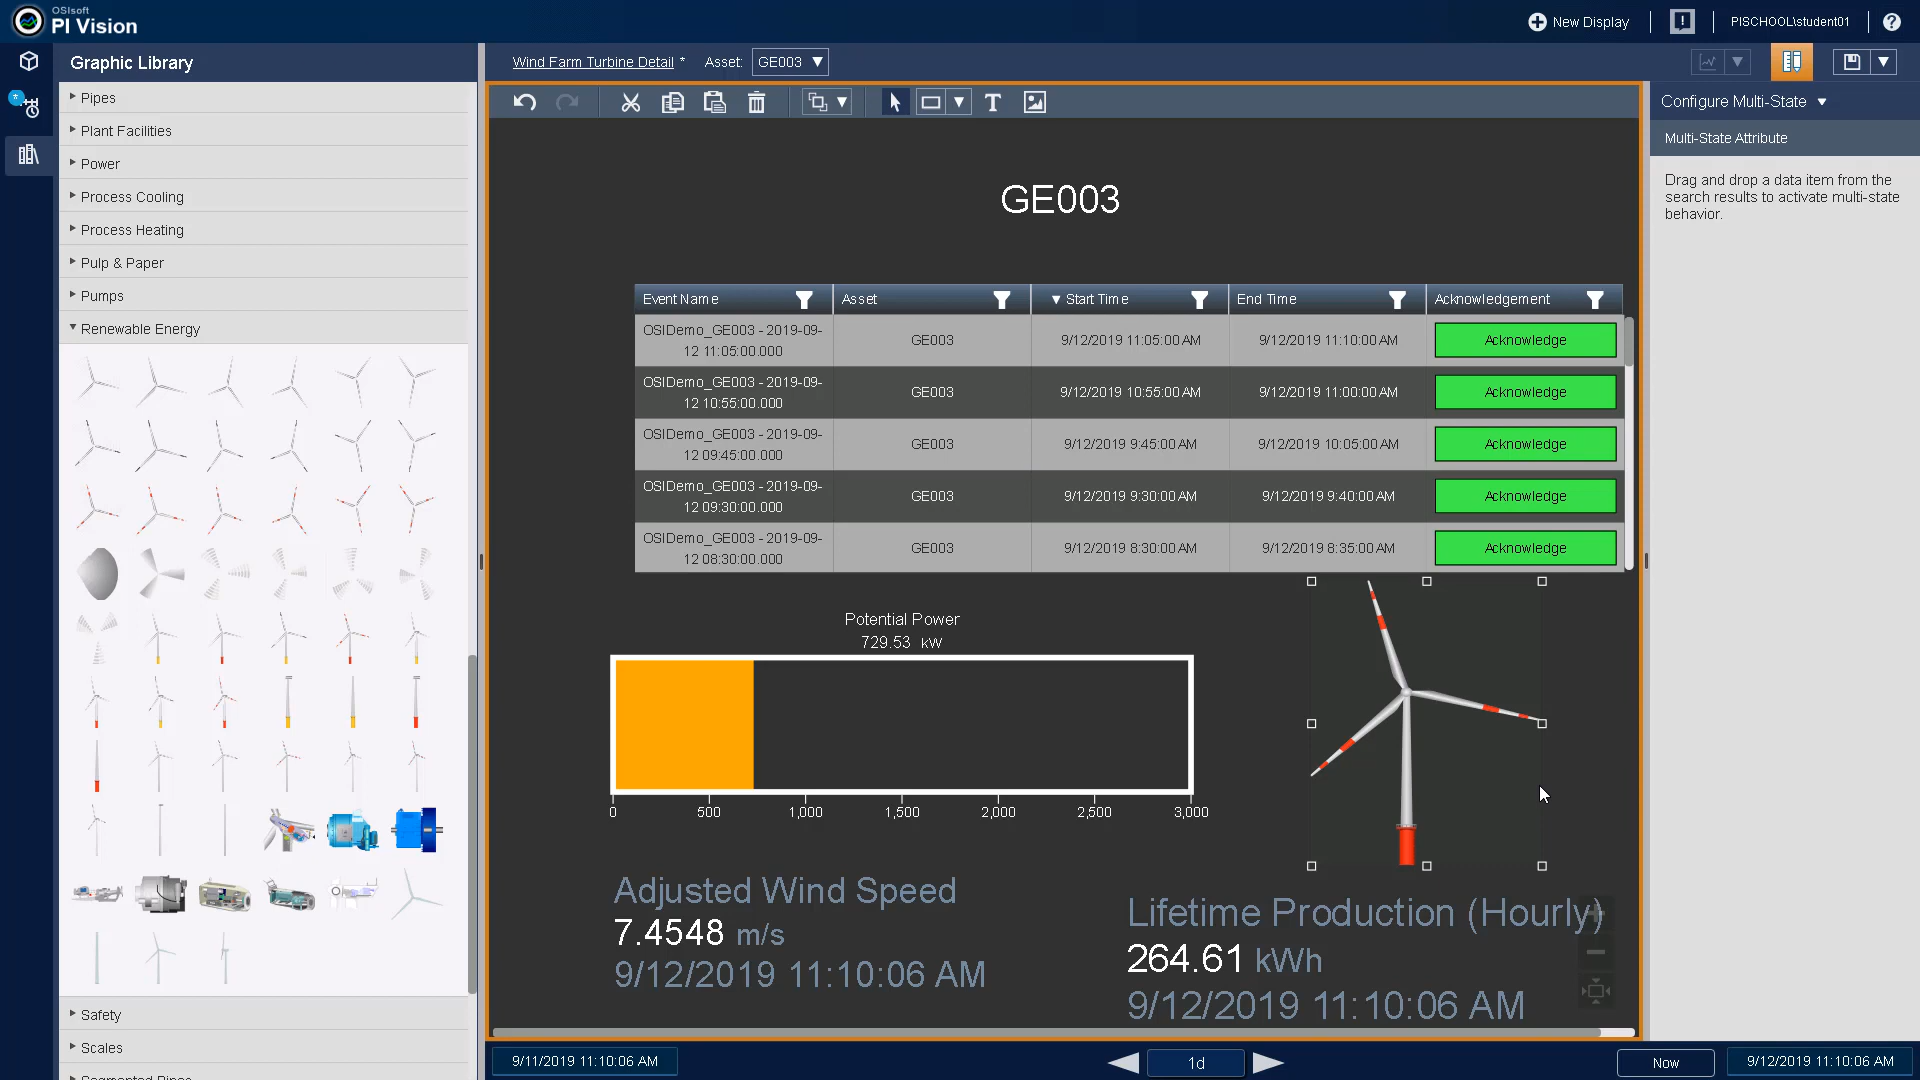 OSIsoft
PI Vision
New Display
PISCHOOL\student01
Graphic Library
Wind Farm Turbine Detail * Asset: GE003
Configure Multi-State
Multi-State Attribute
Drag and drop a data item from the
search results to activate multi-state
behavior.
Pipes
Plant Facilities
Power
Process Cooling
Process Heating
Pulp & Paper
Pumps
Renewable Energy
Safety
Scales
Segmented Pipes
GE003
Event Name Asset Start Time End Time Acknowledgement
OSIDemo_GE003 - 2019-09-
12 11:05:00.000
GE003 9/12/2019 11:05:00 AM 9/12/2019 11:10:00 AM Acknowledge
OSIDemo_GE003 - 2019-09-
12 10:55:00.000
GE003 9/12/2019 10:55:00 AM 9/12/2019 11:00:00 AM Acknowledge
OSIDemo_GE003 - 2019-09-
12 09:45:00.000
GE003 9/12/2019 9:45:00 AM 9/12/2019 10:05:00 AM Acknowledge
OSIDemo_GE003 - 2019-09-
12 09:30:00.000
GE003 9/12/2019 9:30:00 AM 9/12/2019 9:40:00 AM Acknowledge
OSIDemo_GE003 - 2019-09-
12 08:30:00.000
GE003 9/12/2019 8:30:00 AM 9/12/2019 8:35:00 AM Acknowledge
Potential Power
729.53 kW
0 500 1,000 1,500 2,000 2,500 3,000
Adjusted Wind Speed
7.4548 m/s
9/12/2019 11:10:06 AM
Lifetime Production (Hourly)
264.61 kWh
9/12/2019 11:10:06 AM
9/11/2019 11:10:06 AM
1d
Now
9/12/2019 11:10:06 AM